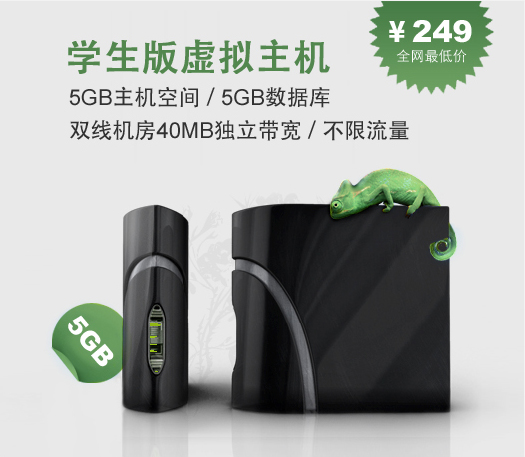 ¥ 249
全网最低价
学生版虚拟主机
5GB主机空间 / 5GB数据库
双线机房40MB独立带宽 / 不限流量
5GB